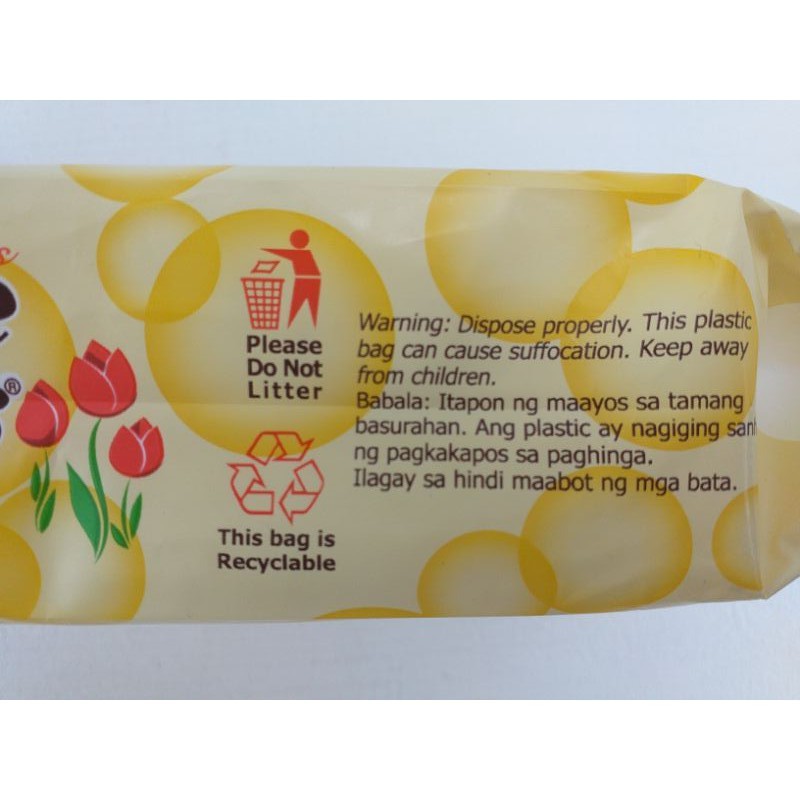 ®
Please
Do Not
Litter
This bag is
Recyclable
Warning: Dispose properly. This plastic
bag can cause suffocation. Keep away
from children.
Babala: Itapon ng maayos sa tamang
basurahan. Ang plastic ay nagiging
ng pagkakapos sa paghinga.
Ilagay sa hindi maabot ng mga bata.